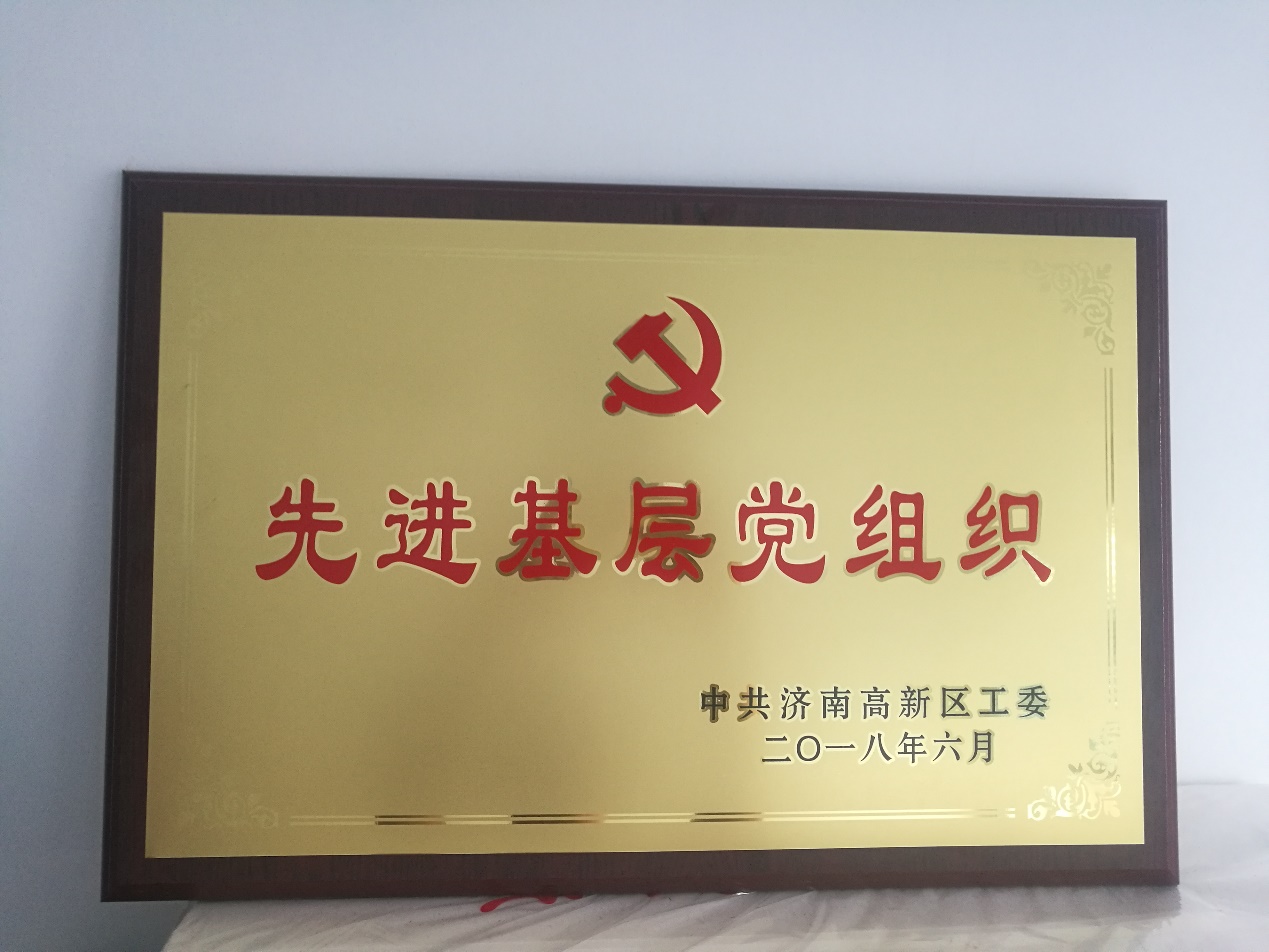 先进基层党组织
中共济南高新区工委
二〇一八年六月